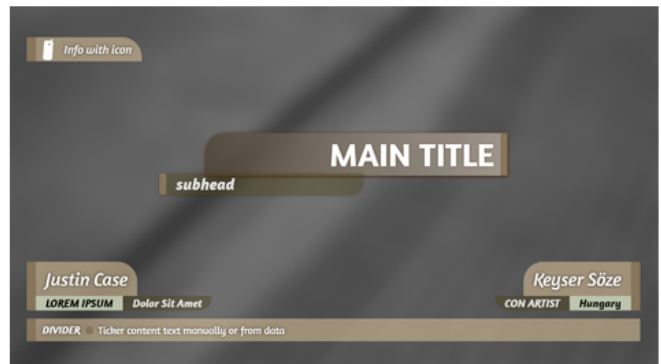 Info with icon
MAIN TITLE
subhead
Justin Case
LOREM IPSUM Dolor Sit Amet
Keyser Söze
CON ARTIST Hungary
DIVIDER Ticker content text manually or from data